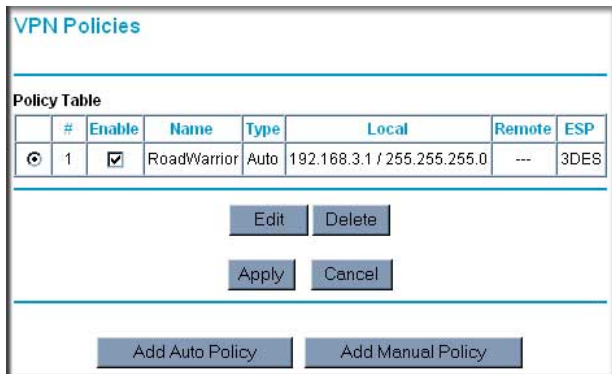 VPN Policies
Policy Table
# Enable Name Type Local Remote ESP
1 RoadWarrior Auto 192.168.3.1 / 255.255.255.0 --- 3DES
Edit Delete
Apply Cancel
Add Auto Policy Add Manual Policy